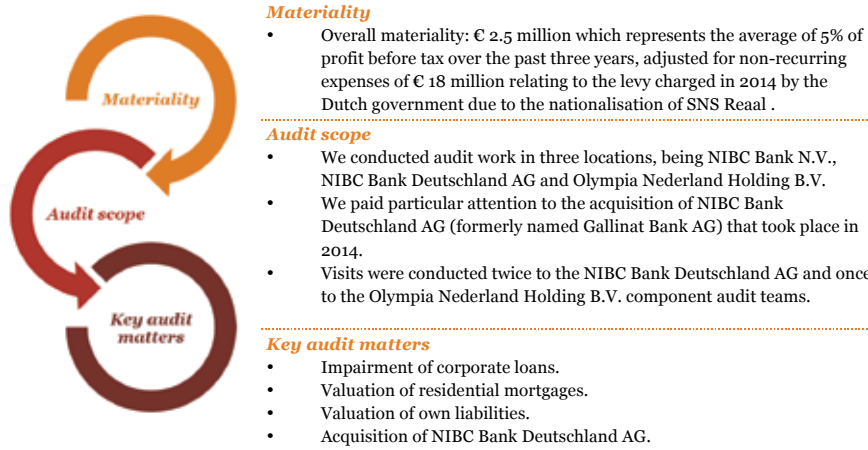 Materiality
Audit scope
Key audit
matters
Materiality
• Overall materiality: € 2.5 million which represents the average of 5% of
profit before tax over the past three years, adjusted for non-recurring
expenses of € 18 million relating to the levy charged in 2014 by the
Dutch government due to the nationalisation of SNS Reaal .
Audit scope
• We conducted audit work in three locations, being NIBC Bank N.V.,
NIBC Bank Deutschland AG and Olympia Nederland Holding B.V.
• We paid particular attention to the acquisition of NIBC Bank
Deutschland AG (formerly named Gallinat Bank AG) that took place in
2014.
• Visits were conducted twice to the NIBC Bank Deutschland AG and once
to the Olympia Nederland Holding B.V. component audit teams.
Key audit matters
• Impairment of corporate loans.
• Valuation of residential mortgages.
• Valuation of own liabilities.
• Acquisition of NIBC Bank Deutschland AG.